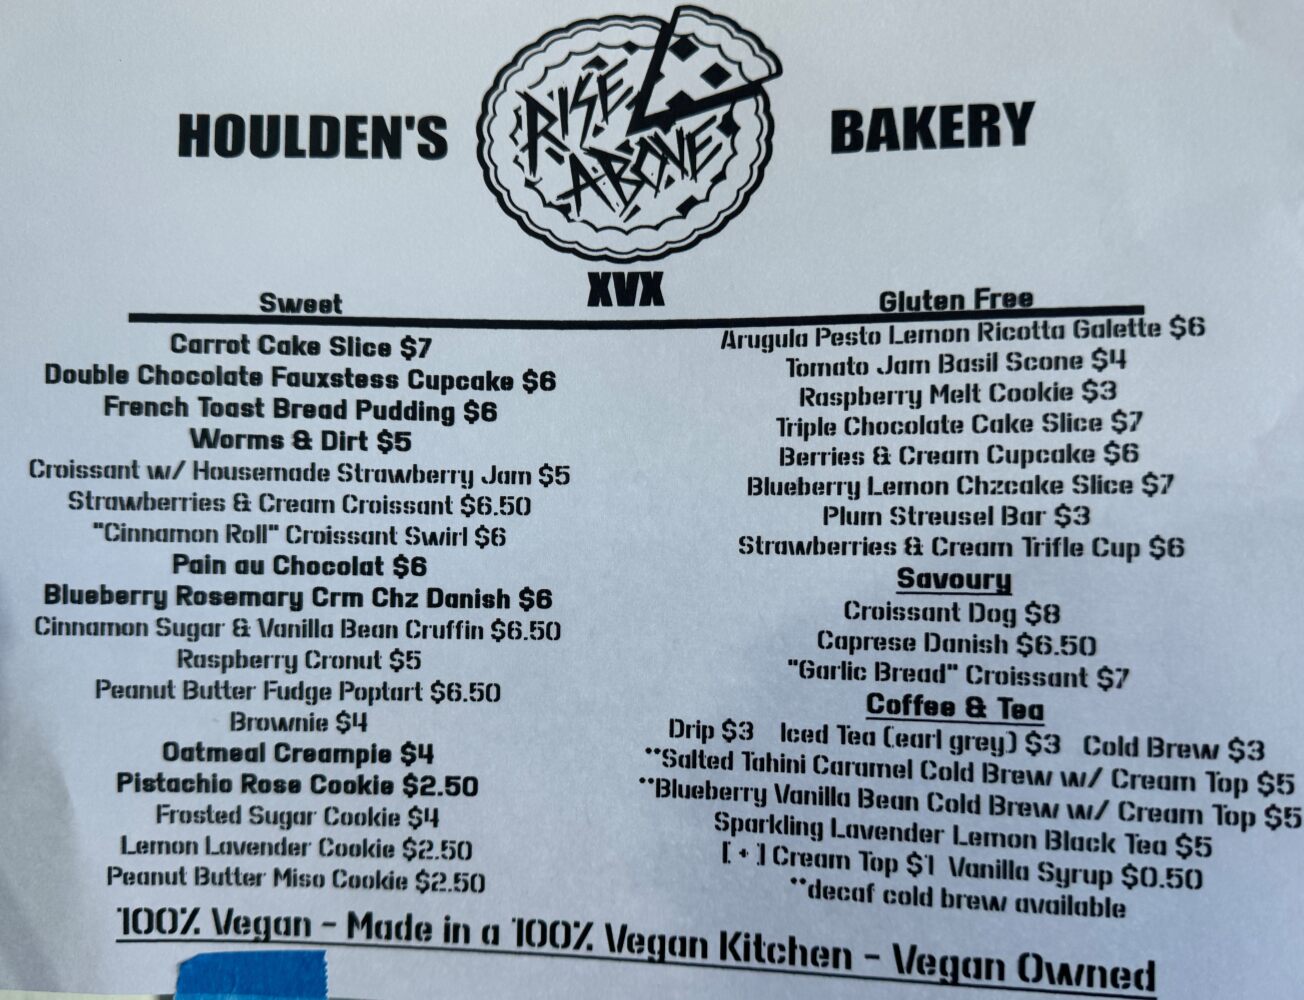 HOULDEN'S
RISE
ABOVE
BAKERY
XVX
Sweet
Carrot Cake Slice $7
Double Chocolate Fauxstess Cupcake $6
French Toast Bread Pudding $6
Worms & Dirt $5
Croissant w/ Housemade Strawberry Jam $5
Strawberries & Cream Croissant $6.50
"Cinnamon Roll" Croissant Swirl $6
Pain au Chocolat $6
Blueberry Rosemary Crm Chz Danish $6
Cinnamon Sugar & Vanilla Bean Cruffin $6.50
Raspberry Cronut $5
Peanut Butter Fudge Poptart $6.50
Brownie $4
Oatmeal Creampie $4
Pistachio Rose Cookie $2.50
Frosted Sugar Cookie $4
Lemon Lavender Cookie $2.50
Peanut Butter Miso Cookie $2.50
Gluten Free
Arugula Pesto Lemon Ricotta Galette $6
Tomato Jam Basil Scone $4
Raspberry Melt Cookie $3
Triple Chocolate Cake Slice $7
Berries & Cream Cupcake $6
Blueberry Lemon Chzcake Slice $7
Plum Streusel Bar $3
Strawberries & Cream Trifle Cup $6
Savoury
Croissant Dog $8
Caprese Danish $6.50
"Garlic Bread" Croissant $7
Coffee & Tea
Drip $3 Iced Tea (earl grey) $3 Cold Brew $3
**Salted Tahini Caramel Cold Brew w/ Cream Top $5
**Blueberry Vanilla Bean Cold Brew w/ Cream Top $5
Sparkling Lavender Lemon Black Tea $5
[ + ] Cream Top $1 Vanilla Syrup $0.50
**decaf cold brew available
100% Vegan - Made in a 100% Vegan Kitchen - Vegan Owned